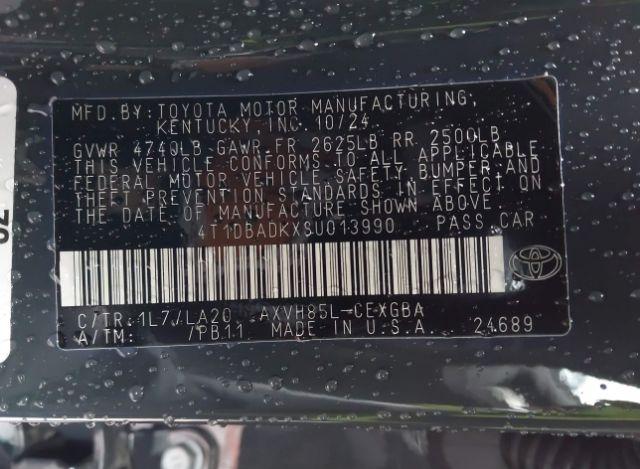 MFD.BY:TOYOTA MOTOR MANUFACTURING,
KENTUCKY,INC.10/24
GVWR 4740LB GAWR FR 2625LB RR 2500LB
THIS VEHICLE CONFORMS TO ALL APPLICABLE
FEDERAL MOTOR VEHICLE SAFETY,BUMPER,AND
THEFT PREVENTION STANDARDS IN EFFECT ON
THE DATE OF MANUFACTURE SHOWN ABOVE.
4T1DBADKXSU013990 PASS CAR
C/TR:1L7/LA20 AXVH85L-CEXGBA
A/TM: /PB11 MADE IN U.S.A. 24689